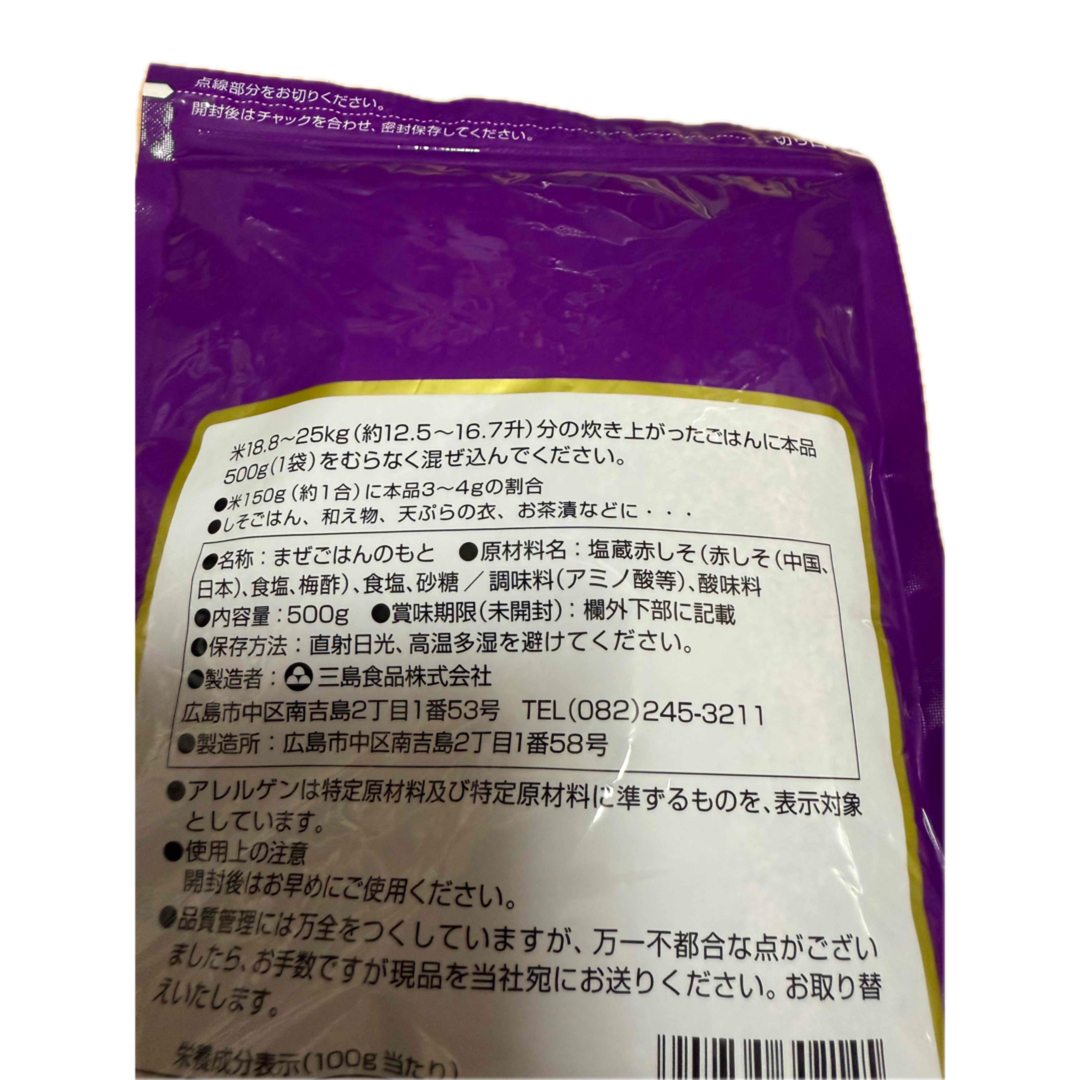 点線部分をお切りください。
開封後はチャックを合わせ、密封保存してください。
切り口
米18.8～25kg(約12.5～16.7升)分の炊き上がったごはんに本品
500g(1袋)をむらなく混ぜ込んでください。
●米150g(約1合)に本品3～4gの割合
●しそごはん、和え物、天ぷらの衣、お茶漬などに・・・
●名称：まぜごはんのもと ●原材料名：塩蔵赤しそ(赤しそ(中国、
日本)、食塩、梅酢)、食塩、砂糖／調味料(アミノ酸等)、酸味料
●内容量：500g ●賞味期限(未開封)：欄外下部に記載
●保存方法：直射日光、高温多湿を避けてください。
●製造者：三島食品株式会社
広島市中区南吉島2丁目1番53号 TEL(082)245-3211
●製造所：広島市中区南吉島2丁目1番58号
●アレルゲンは特定原材料及び特定原材料に準ずるものを、表示対象
としています。
●使用上の注意
開封後はお早めにご使用ください。
●品質管理には万全をつくしていますが、万一不都合な点がござい
ましたら、お手数ですが現品を当社宛にお送りください。お取り替
えいたします。
栄養成分表示(100g当たり)